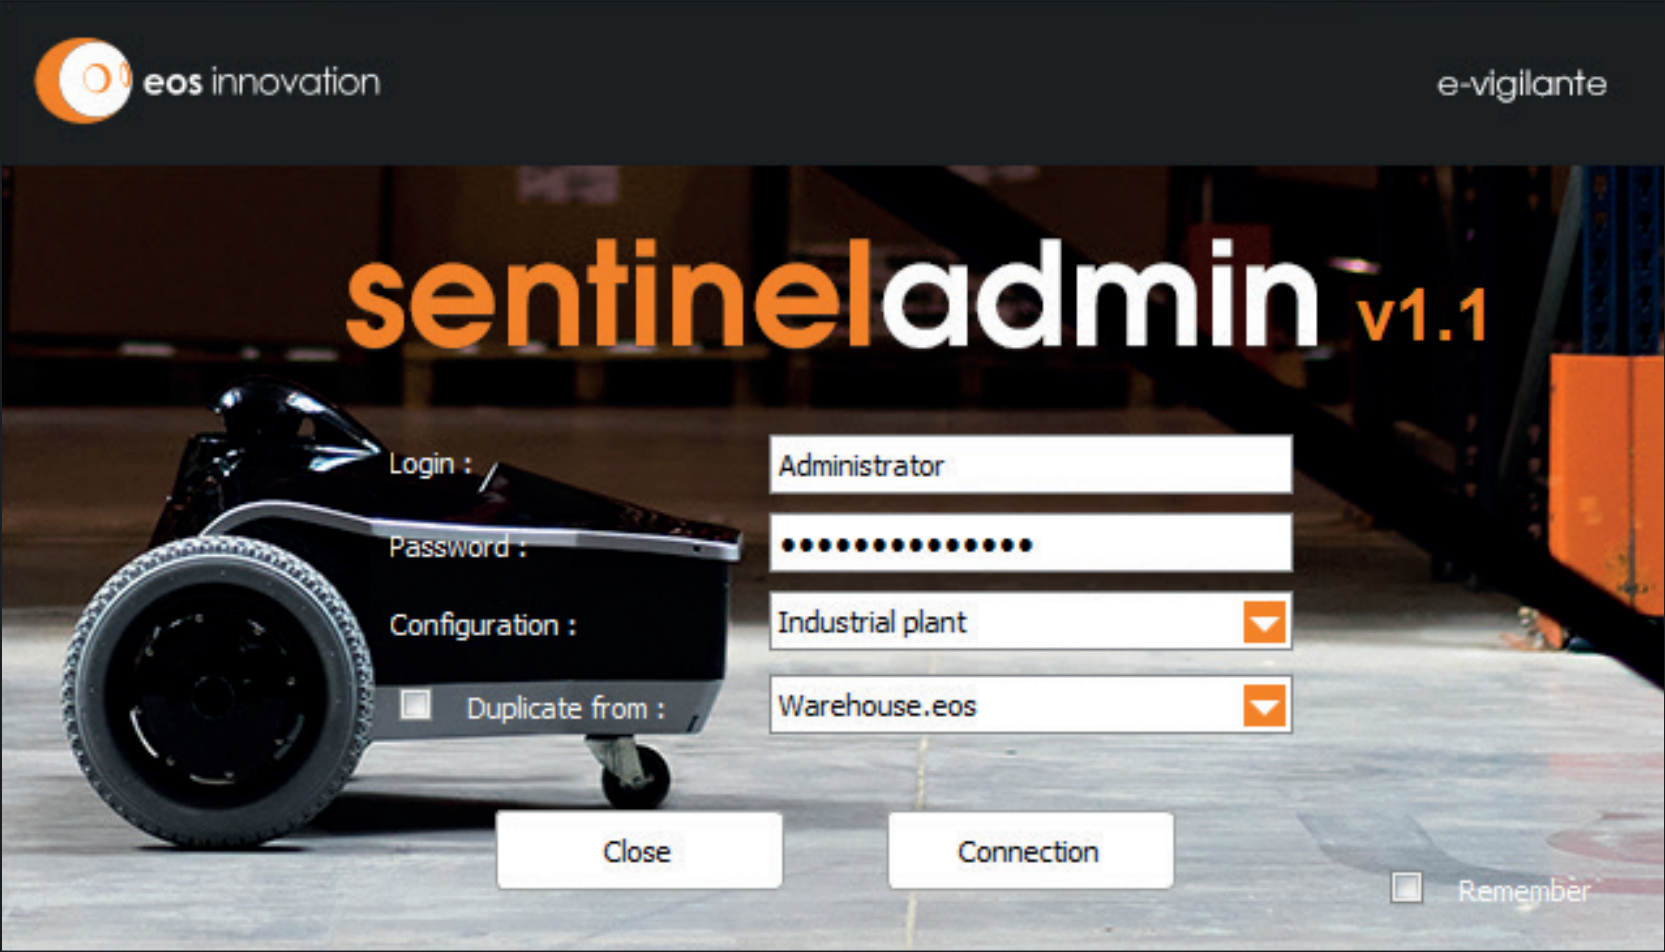 eos innovation
e-vigilante
sentineladmin v1.1
Login : Administrator
Password : ••••••••••••••
Configuration : Industrial plant
Duplicate from : Warehouse.eos
Close Connection
Remember